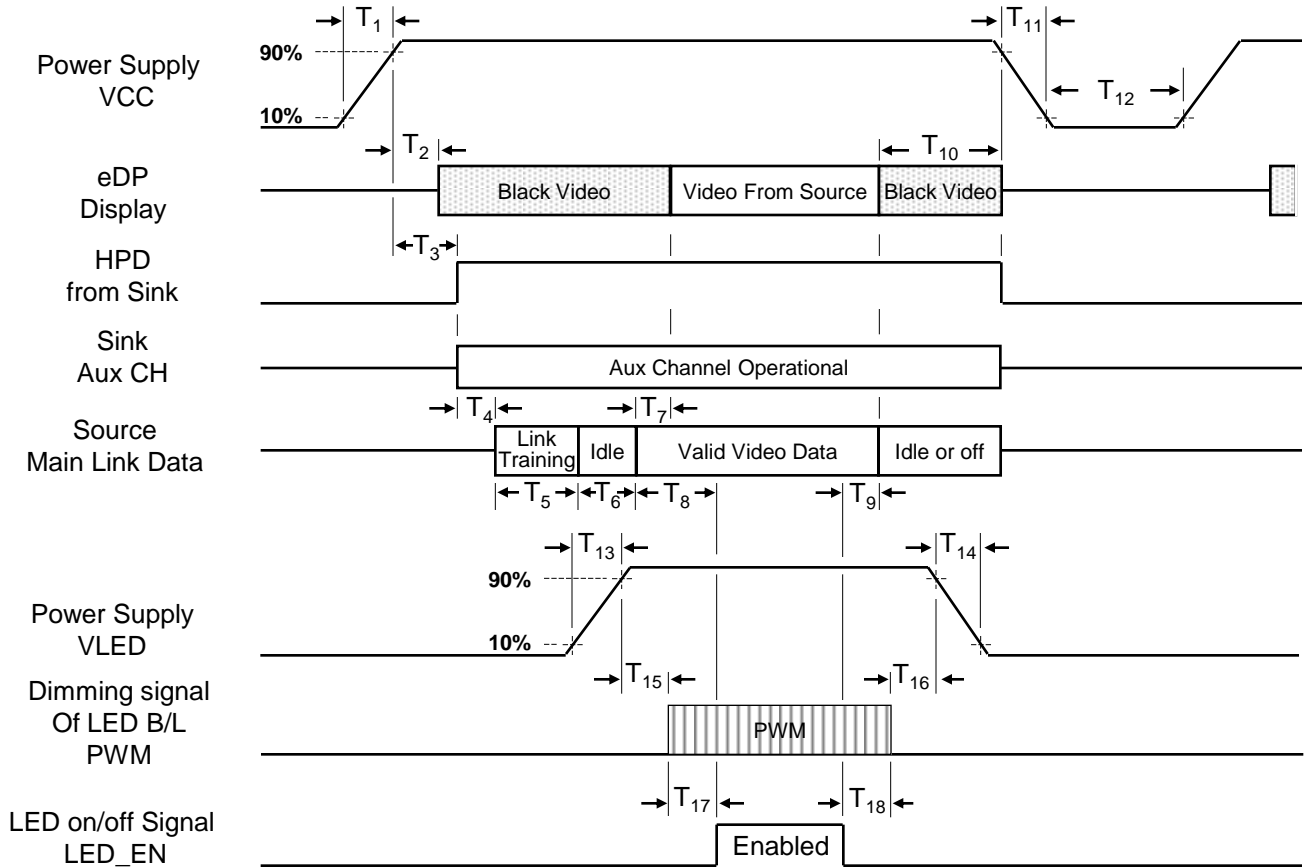 T1
T11
90%
Power Supply
VCC
T12
10%
T2
T10
eDP
Display
Black Video
Video From Source
Black Video
T3
HPD
from Sink
Sink
Aux CH
Aux Channel Operational
T4
T7
Source
Main Link Data
Link
Training
Idle
Valid Video Data
Idle or off
T5
T6
T8
T9
T13
T14
90%
Power Supply
VLED
10%
T15
T16
Dimming signal
Of LED B/L
PWM
PWM
T17
T18
LED on/off Signal
LED_EN
Enabled